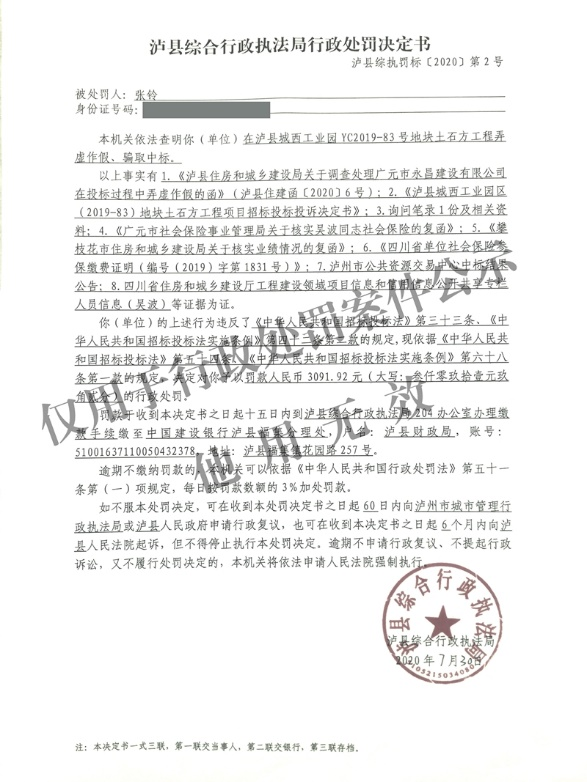 泸县综合行政执法局行政处罚决定书
泸县综执罚标〔2020〕第2号
被处罚人：张铃
身份证号码：
本机关依法查明你（单位）在泸县城西工业园YC2019-83号地块土石方工程弄
虚作假、骗取中标。
以上事实有1.《泸县住房和城乡建设局关于调查处理广元市永昌建设有限公司
在投标过程中弄虚作假的函》（泸县住建函〔2020〕6号）；2.《泸县城西工业园区
（2019-83）地块土石方工程项目招标投标投诉决定书》；3.询问笔录1份及相关资
料；4.《广元市社会保险事业管理局关于核实吴波同志社会保险的复函》；5.《攀
枝花市住房和城乡建设局关于核实业绩情况的复函》；6.《四川省单位社会保险参
保缴费证明（编号（2019）字第1831号）》；7.泸州市公共资源交易中心中标结果
公告；8.四川省住房和城乡建设厅工程建设领域项目信息和信用信息公开共享专栏
人员信息（吴波）等证据为证。
你（单位）的上述行为违反了《中华人民共和国招标投标法》第三十三条、《中
华人民共和国招标投标法实施条例》第四十二条第二款的规定，现依据《中华人民共
和国招标投标法》第五十四条、《中华人民共和国招标投标法实施条例》第六十八
条第一款的规定，决定对你予以罚款人民币3091.92元（大写：叁仟零玖拾壹元玖
角贰分）的行政处罚。
罚款开收到本决定书之日起十五日内到泸县综合行政执法局204办公室办理缴
款手续缴至中国建设银行泸县福集分理处，户名：泸县财政局，账号：
51001637110050432378，地址：泸县福集镇花园路257号。
逾期不缴纳罚款的，本机关可以依据《中华人民共和国行政处罚法》第五十一
条第（一）项规定，每日按罚款数额的3%加处罚款。
如不服本处罚决定，可在收到本处罚决定书之日起60日内向泸州市城市管理行
政执法局或泸县人民政府申请行政复议，也可在收到本决定书之日起6个月内向泸
县人民法院起诉，但不得停止执行本处罚决定。逾期不申请行政复议、不提起行政
诉讼，又不履行处罚决定的，本机关将依法申请人民法院强制执行。
泸县综合行政执法局
2020年7月30日
泸县综合行政执法局
注：本决定书一式三联，第一联交当事人，第二联交银行，第三联存档。
仅用于行政处罚案件公示
他用无效